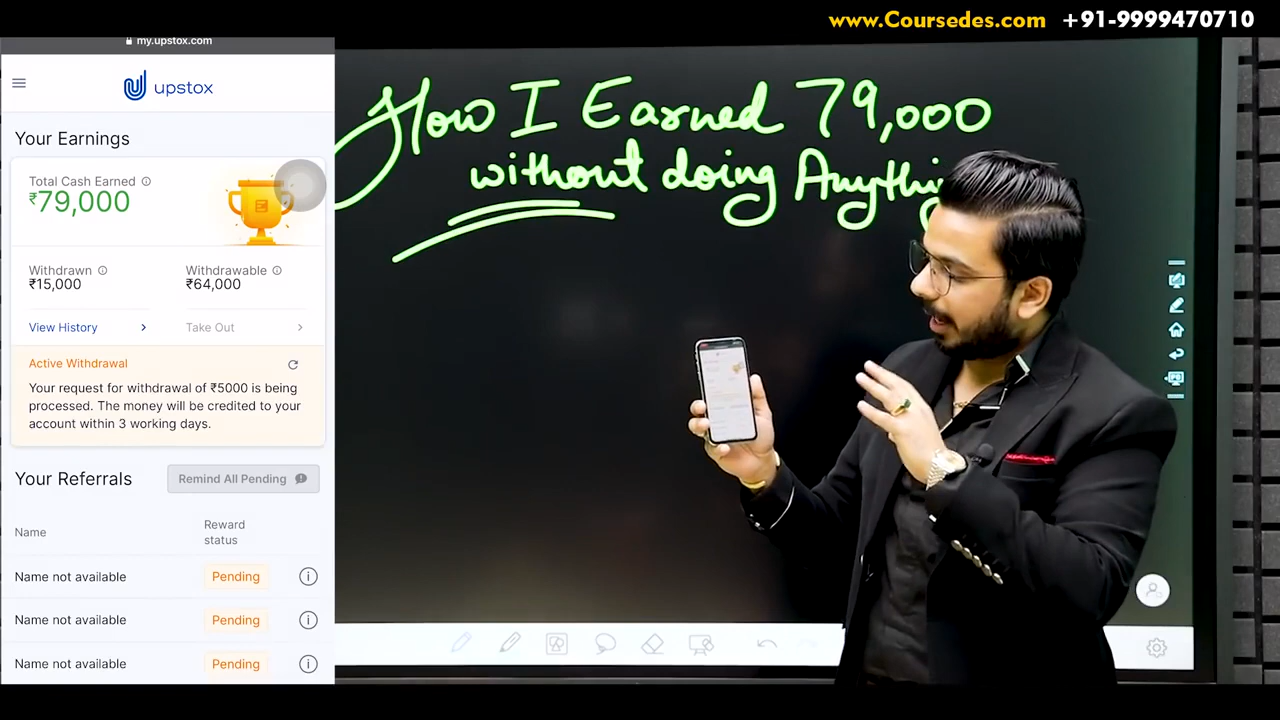 www.Coursedes.com +91-9999470710
my.upstox.com
upstox
Your Earnings
Total Cash Earned
₹79,000
Withdrawn Withdrawable
₹15,000 ₹64,000
View History Take Out
Active Withdrawal
Your request for withdrawal of ₹5000 is being
processed. The money will be credited to your
account within 3 working days.
Your Referrals Remind All Pending
Name Reward
status
Name not available Pending
Name not available Pending
Name not available Pending
How I Earned 79,000
without doing Anythi